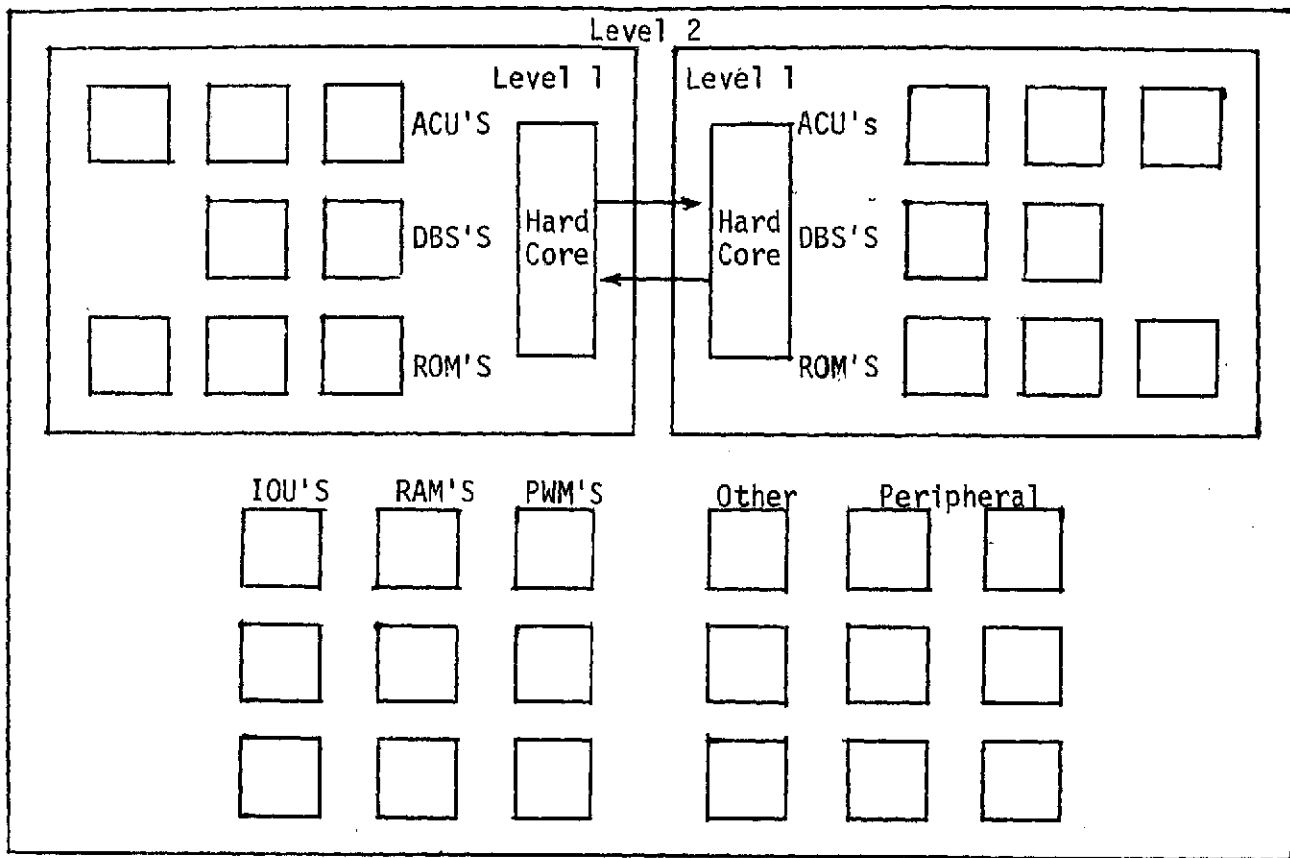 Level 2
Level 1
ACU'S
DBS'S
ROM'S
Hard
Core
Level 1
Hard
Core
ACU's
DBS'S
ROM'S
IOU'S RAM'S PWM'S Other Peripheral